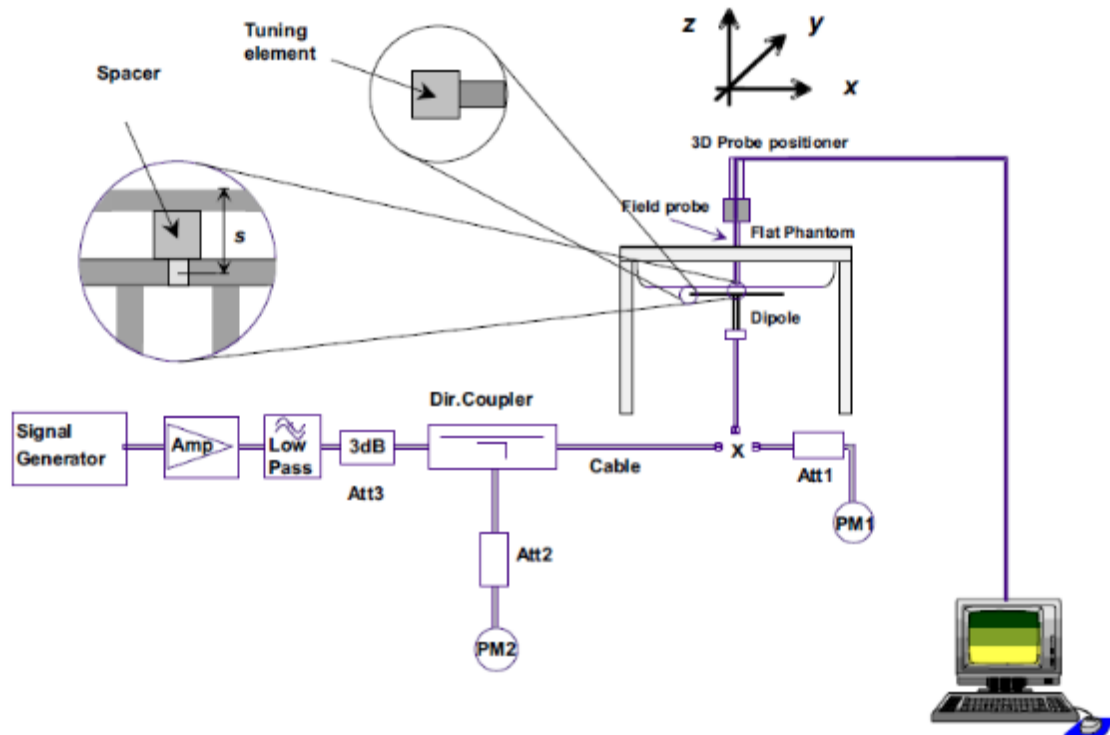 Tuning
element
Spacer
s
z
y
x
3D Probe positioner
Field probe
Flat Phantom
Dipole
Dir.Coupler
Signal
Generator
Amp
Low
Pass
3dB
Att3
Cable
X
Att1
PM1
Att2
PM2